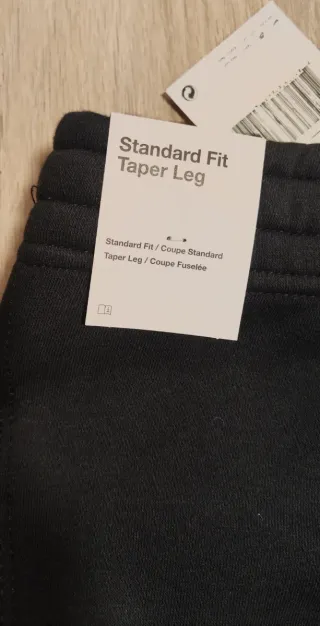 Standard Fit
Taper Leg
Standard Fit / Coupe Standard
Taper Leg / Coupe Fuselée